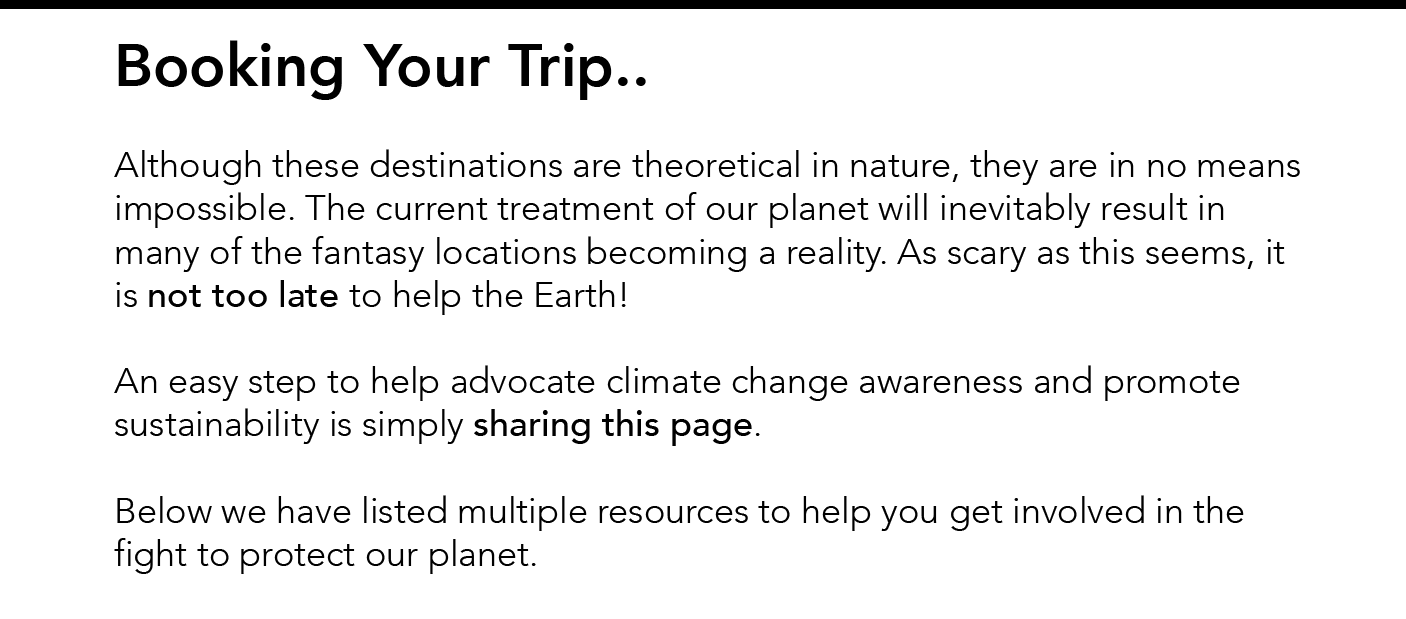 Booking Your Trip..
Although these destinations are theoretical in nature, they are in no means
impossible. The current treatment of our planet will inevitably result in
many of the fantasy locations becoming a reality. As scary as this seems, it
is not too late to help the Earth!
An easy step to help advocate climate change awareness and promote
sustainability is simply sharing this page.
Below we have listed multiple resources to help you get involved in the
fight to protect our planet.